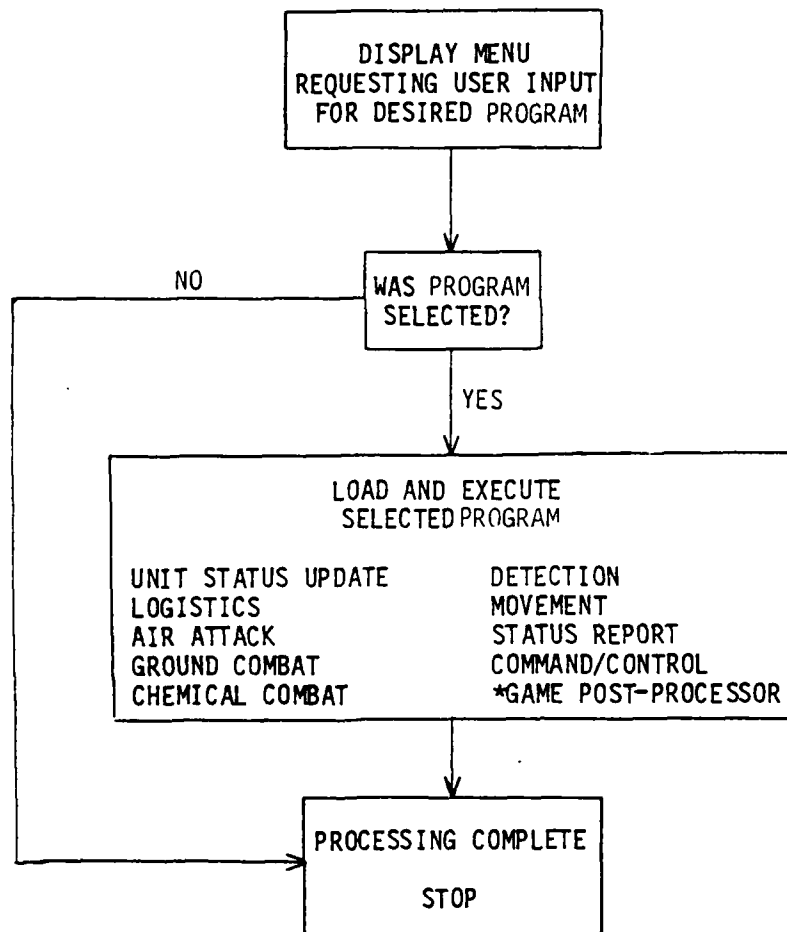 DISPLAY MENU
REQUESTING USER INPUT
FOR DESIRED PROGRAM
NO
WAS PROGRAM
SELECTED?
YES
LOAD AND EXECUTE
SELECTED PROGRAM
UNIT STATUS UPDATE
LOGISTICS
AIR ATTACK
GROUND COMBAT
CHEMICAL COMBAT
DETECTION
MOVEMENT
STATUS REPORT
COMMAND/CONTROL
*GAME POST-PROCESSOR
PROCESSING COMPLETE
STOP